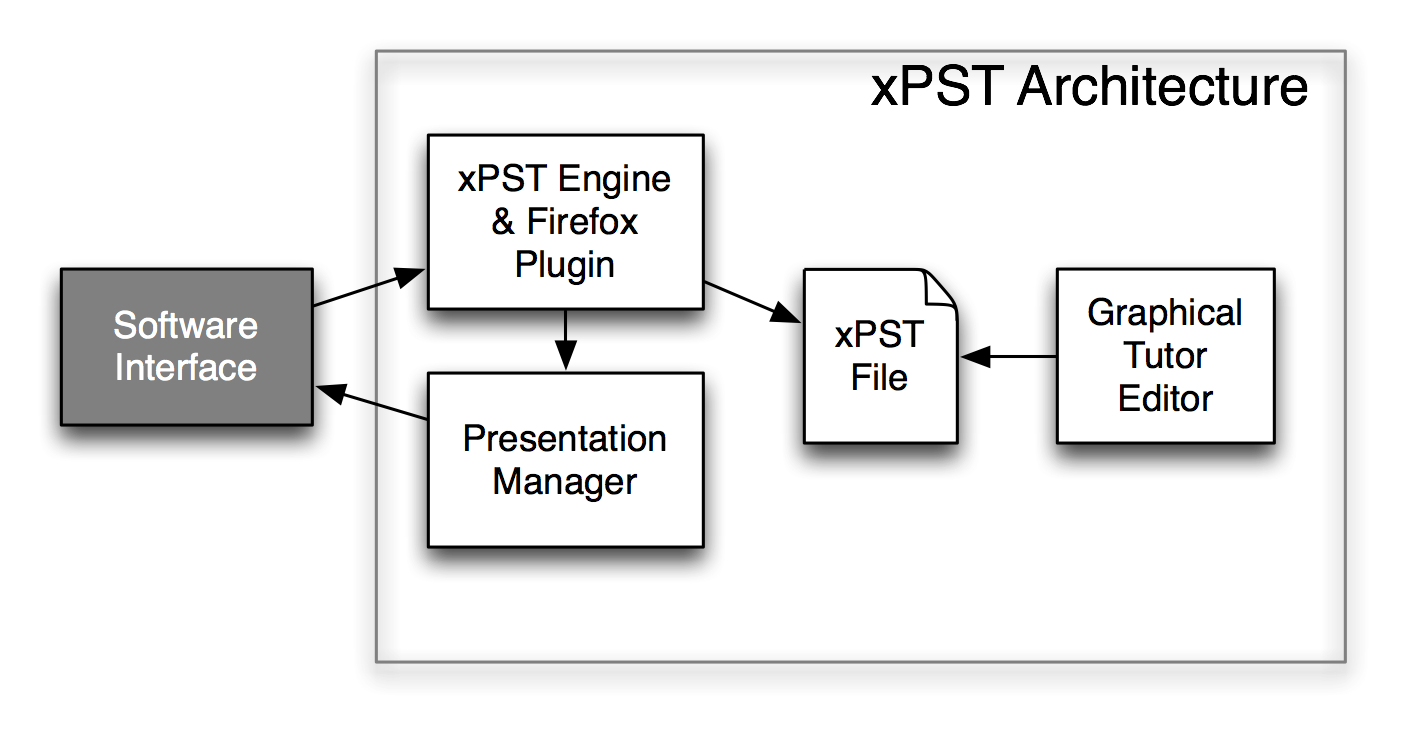 xPST Architecture
xPST Engine
& Firefox
Plugin
Software
Interface
Presentation
Manager
xPST
File
Graphical
Tutor
Editor